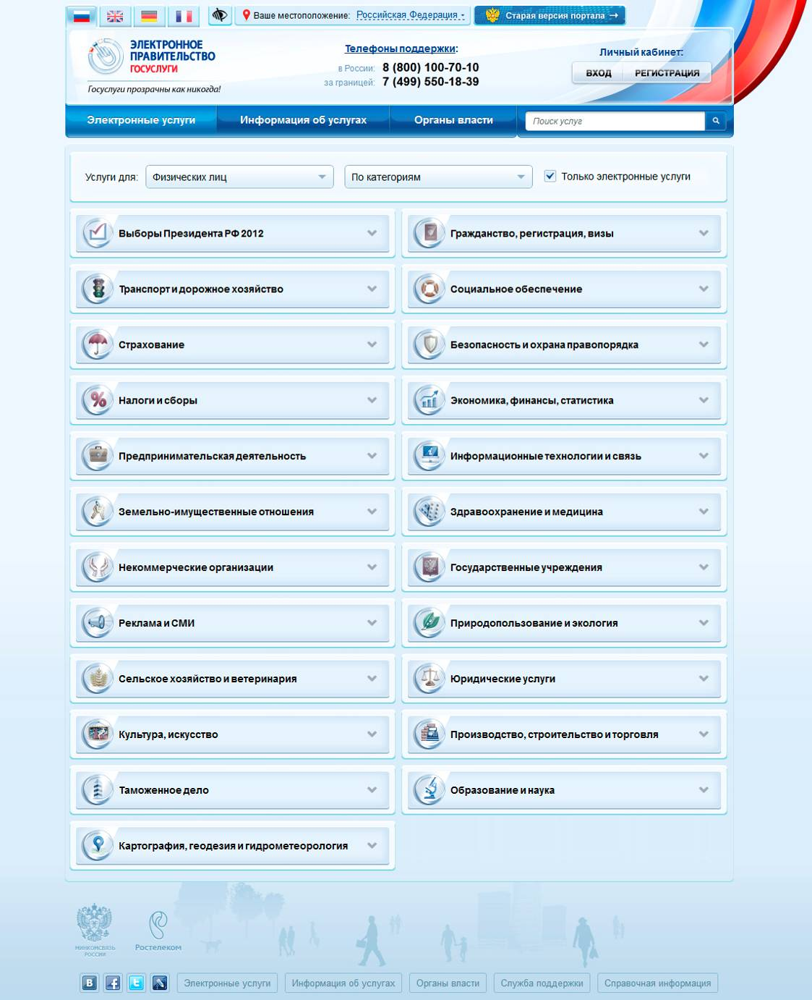 Ваше местоположение: Российская Федерация
Старая версия портала →
ЭЛЕКТРОННОЕ
ПРАВИТЕЛЬСТВО
ГОСУСЛУГИ
Госуслуги прозрачны как никогда!
Телефоны поддержки:
в России: 8 (800) 100-70-10
за границей: 7 (499) 550-18-39
Личный кабинет:
ВХОД РЕГИСТРАЦИЯ
Электронные услуги Информация об услугах Органы власти Поиск услуг
Услуги для: Физических лиц По категориям Только электронные услуги
Выборы Президента РФ 2012
Гражданство, регистрация, визы
Транспорт и дорожное хозяйство
Социальное обеспечение
Страхование
Безопасность и охрана правопорядка
Налоги и сборы
Экономика, финансы, статистика
Предпринимательская деятельность
Информационные технологии и связь
Земельно-имущественные отношения
Здравоохранение и медицина
Некоммерческие организации
Государственные учреждения
Реклама и СМИ
Природопользование и экология
Сельское хозяйство и ветеринария
Юридические услуги
Культура, искусство
Производство, строительство и торговля
Таможенное дело
Образование и наука
Картография, геодезия и гидрометеорология
МИНКОМСВЯЗЬ
РОССИИ
Ростелеком
Электронные услуги Информация об услугах Органы власти Служба поддержки Справочная информация